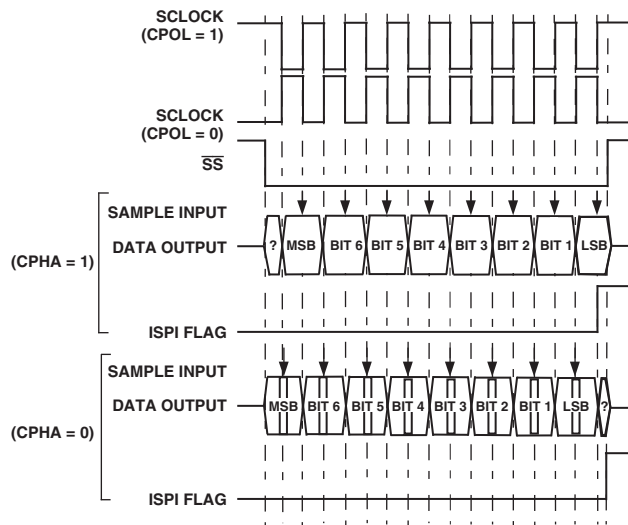 SCLOCK
(CPOL = 1)
SCLOCK
(CPOL = 0)
SS
(CPHA = 1)
SAMPLE INPUT
DATA OUTPUT
? MSB BIT 6 BIT 5 BIT 4 BIT 3 BIT 2 BIT 1 LSB
ISPI FLAG
(CPHA = 0)
SAMPLE INPUT
DATA OUTPUT
MSB BIT 6 BIT 5 BIT 4 BIT 3 BIT 2 BIT 1 LSB ?
ISPI FLAG